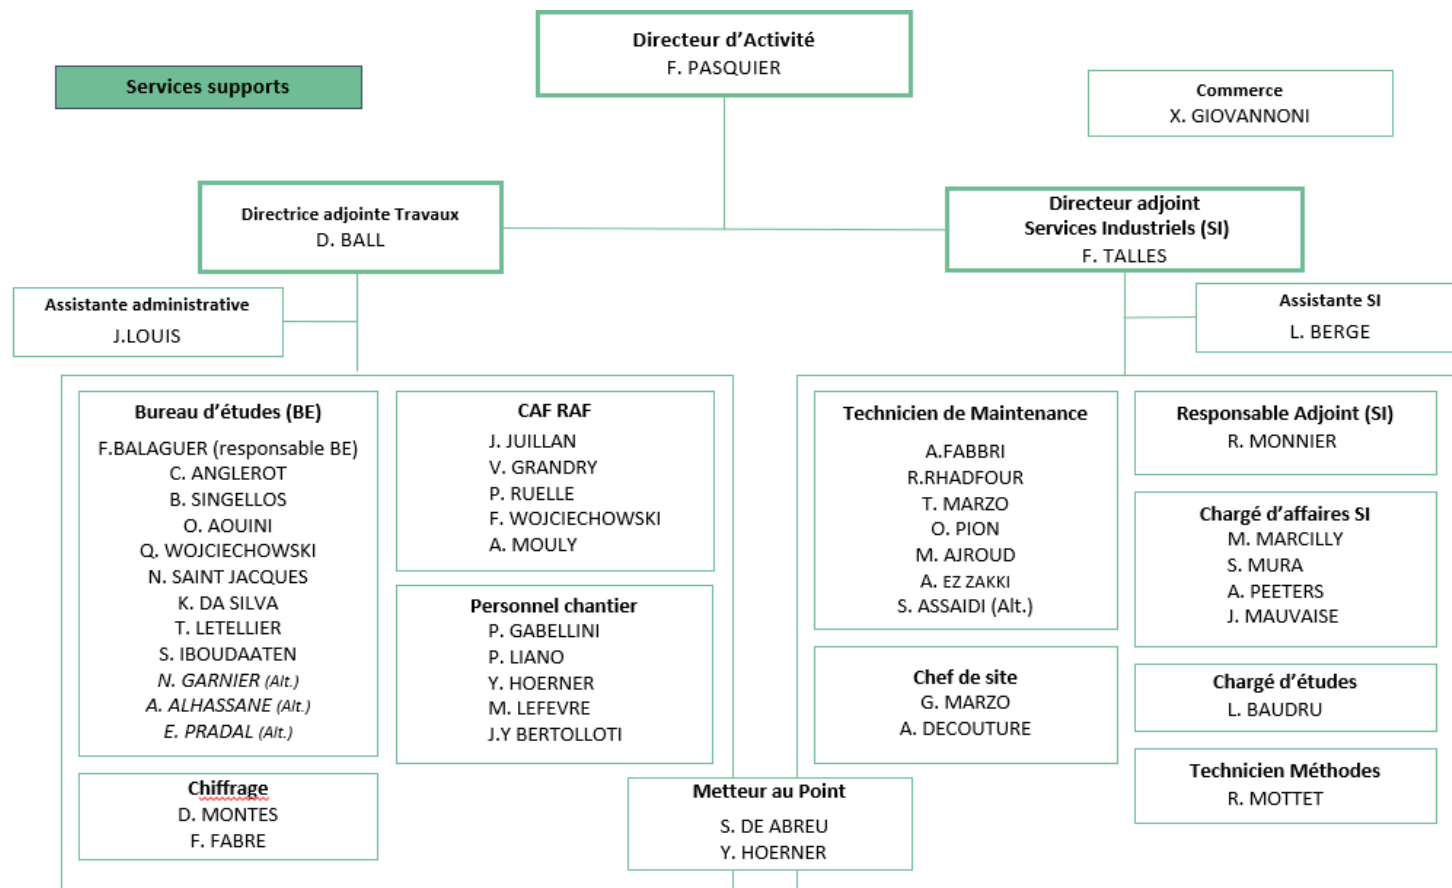 Directeur d’Activité
F. PASQUIER
Services supports
Commerce
X. GIOVANNONI
Directrice adjointe Travaux
D. BALL
Directeur adjoint
Services Industriels (SI)
F. TALLES
Assistante administrative
J.LOUIS
Assistante SI
L. BERGE
Bureau d’études (BE)
F.BALAGUER (responsable BE)
C. ANGLEROT
B. SINGELLOS
O. AOUINI
Q. WOJCIECHOWSKI
N. SAINT JACQUES
K. DA SILVA
T. LETELLIER
S. IBOUDAATEN
N. GARNIER (Alt.)
A. ALHASSANE (Alt.)
E. PRADAL (Alt.)
Chiffrage
D. MONTES
F. FABRE
CAF RAF
J. JUILLAN
V. GRANDRY
P. RUELLE
F. WOJCIECHOWSKI
A. MOULY
Personnel chantier
P. GABELLINI
P. LIANO
Y. HOERNER
M. LEFEVRE
J.Y BERTOLLOTI
Metteur au Point
S. DE ABREU
Y. HOERNER
Technicien de Maintenance
A.FABBRI
R.RHADFOUR
T. MARZO
O. PION
M. AJROUD
A. EZ ZAKKI
S. ASSAIDI (Alt.)
Chef de site
G. MARZO
A. DECOUTURE
Responsable Adjoint (SI)
R. MONNIER
Chargé d’affaires SI
M. MARCILLY
S. MURA
A. PEETERS
J. MAUVAISE
Chargé d’études
L. BAUDRU
Technicien Méthodes
R. MOTTET